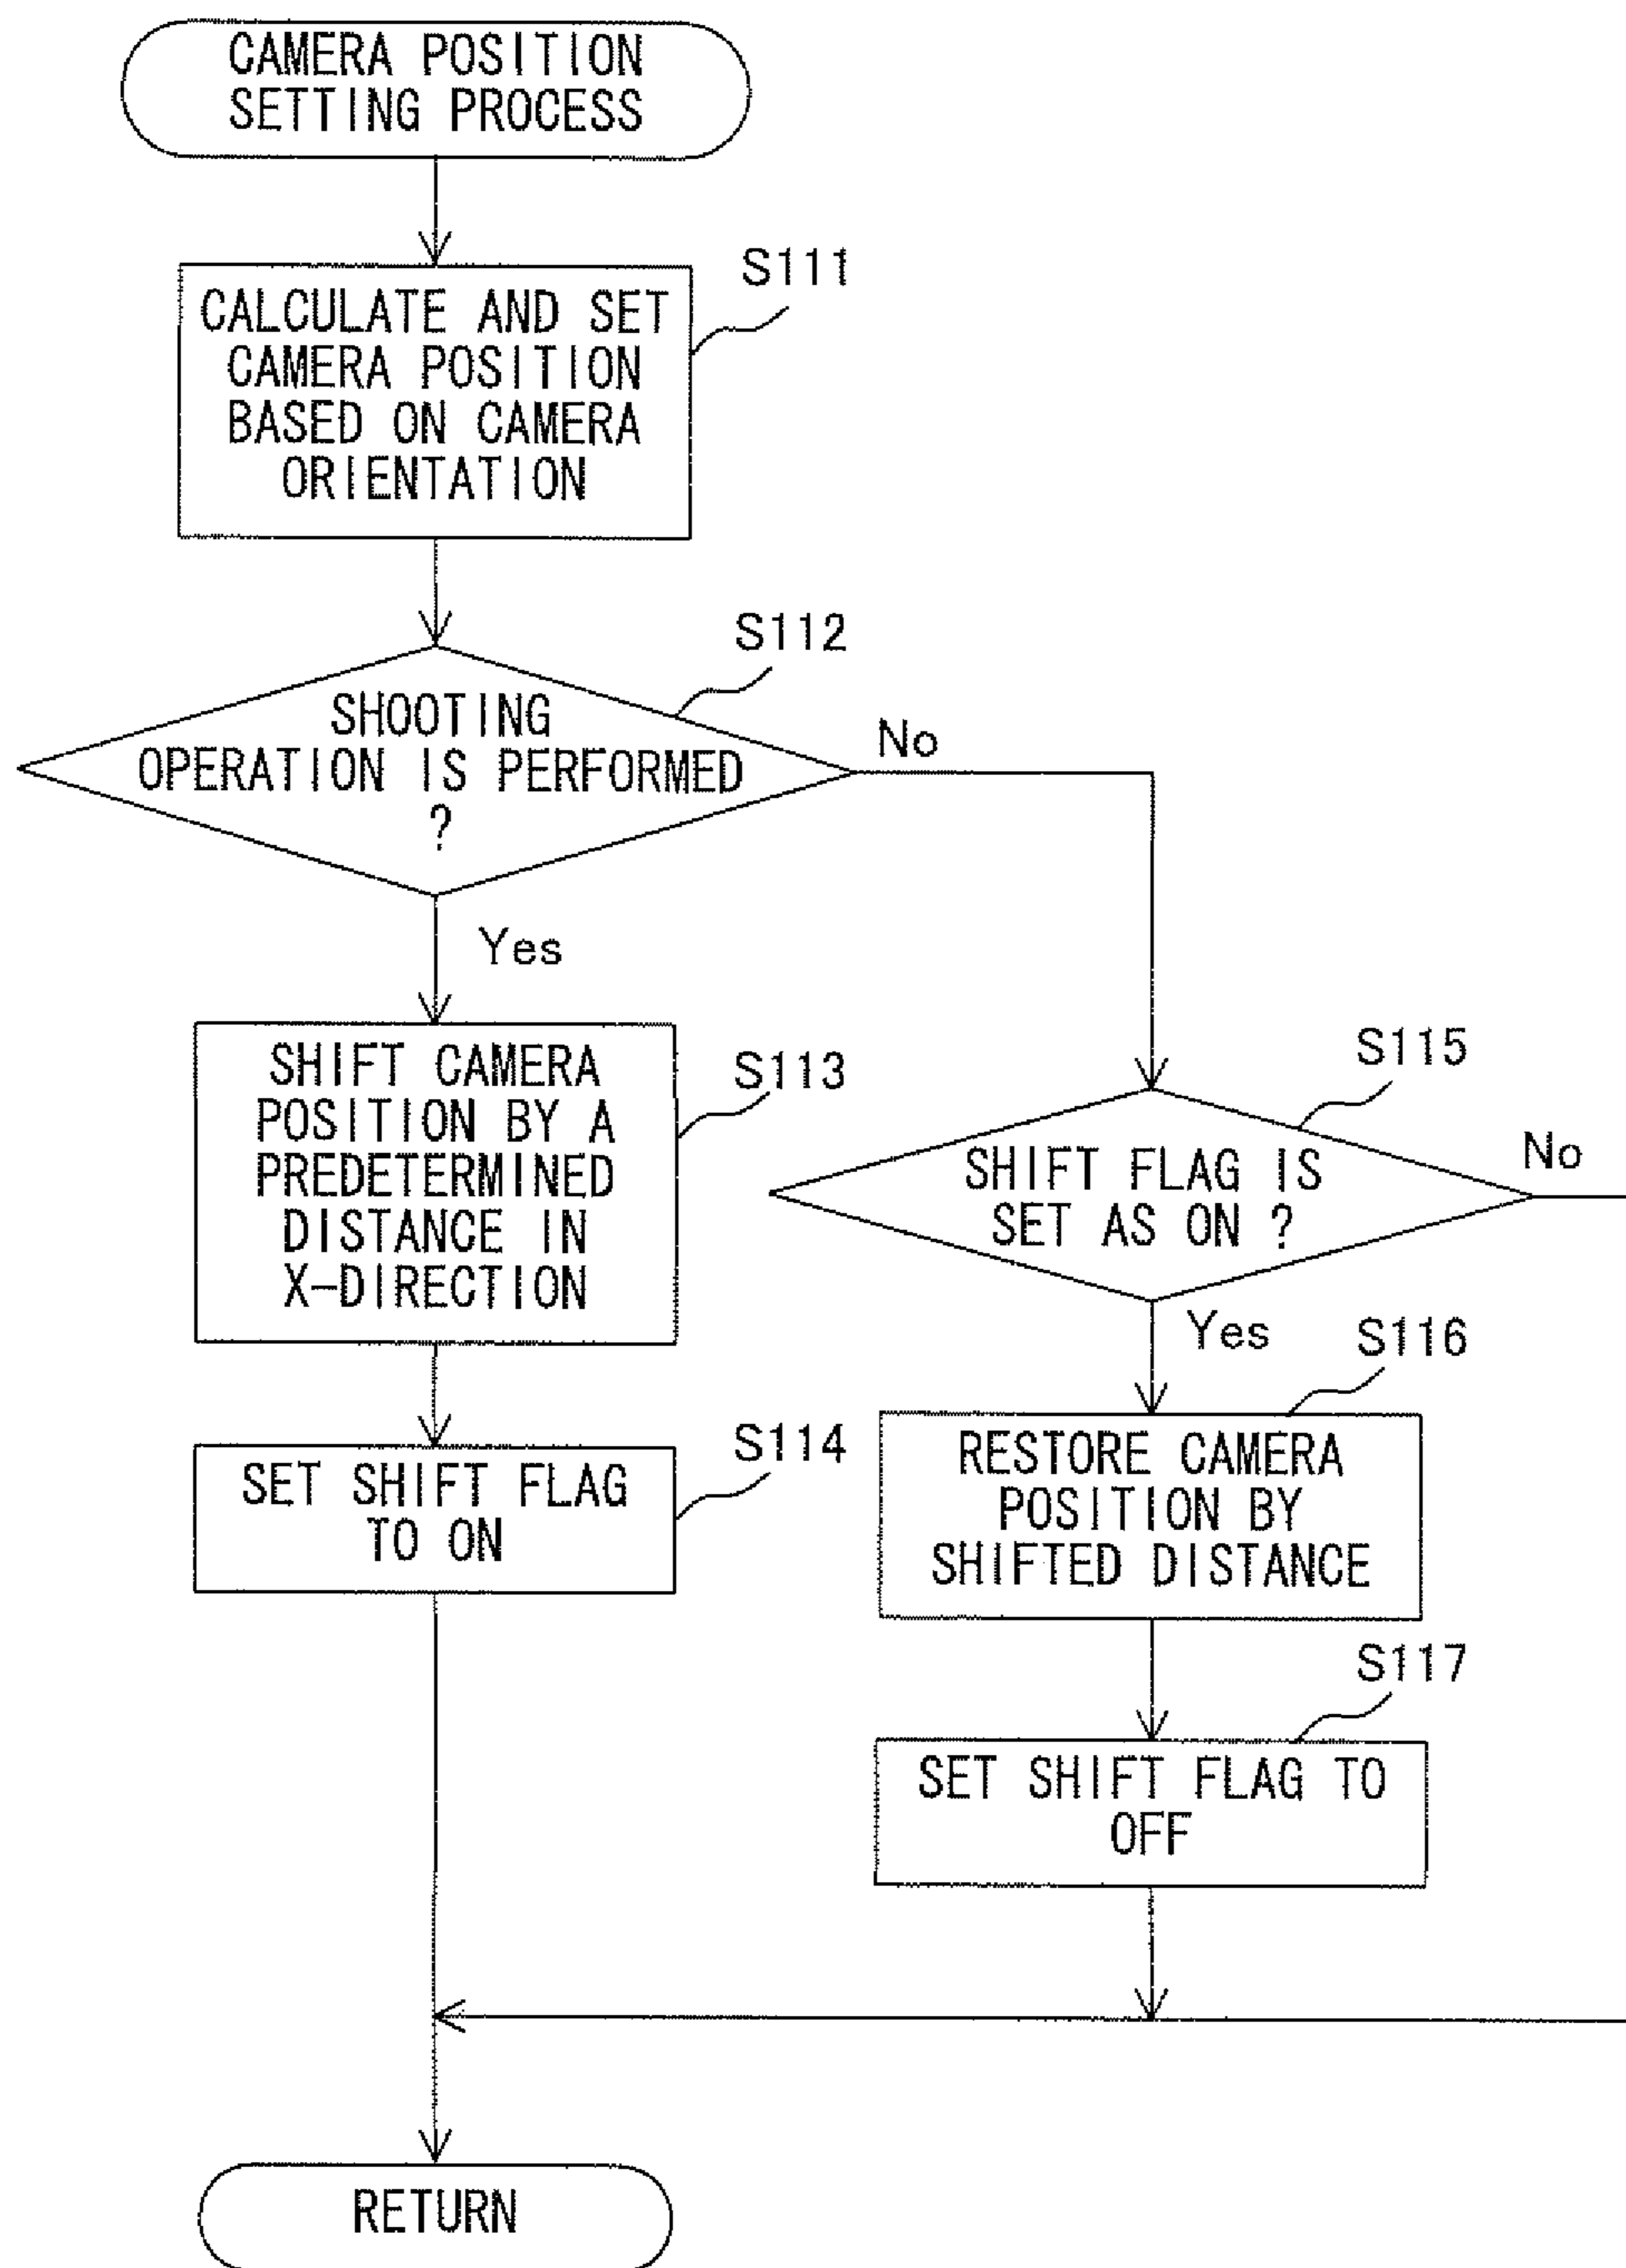 CAMERA POSITION
SETTING PROCESS
S111
CALCULATE AND SET
CAMERA POSITION
BASED ON CAMERA
ORIENTATION
S112
SHOOTING
OPERATION IS PERFORMED
?
No
Yes
S113
SHIFT CAMERA
POSITION BY A
PREDETERMINED
DISTANCE IN
X-DIRECTION
S114
SET SHIFT FLAG
TO ON
S115
SHIFT FLAG IS
SET AS ON ?
No
Yes
S116
RESTORE CAMERA
POSITION BY
SHIFTED DISTANCE
S117
SET SHIFT FLAG TO
OFF
RETURN